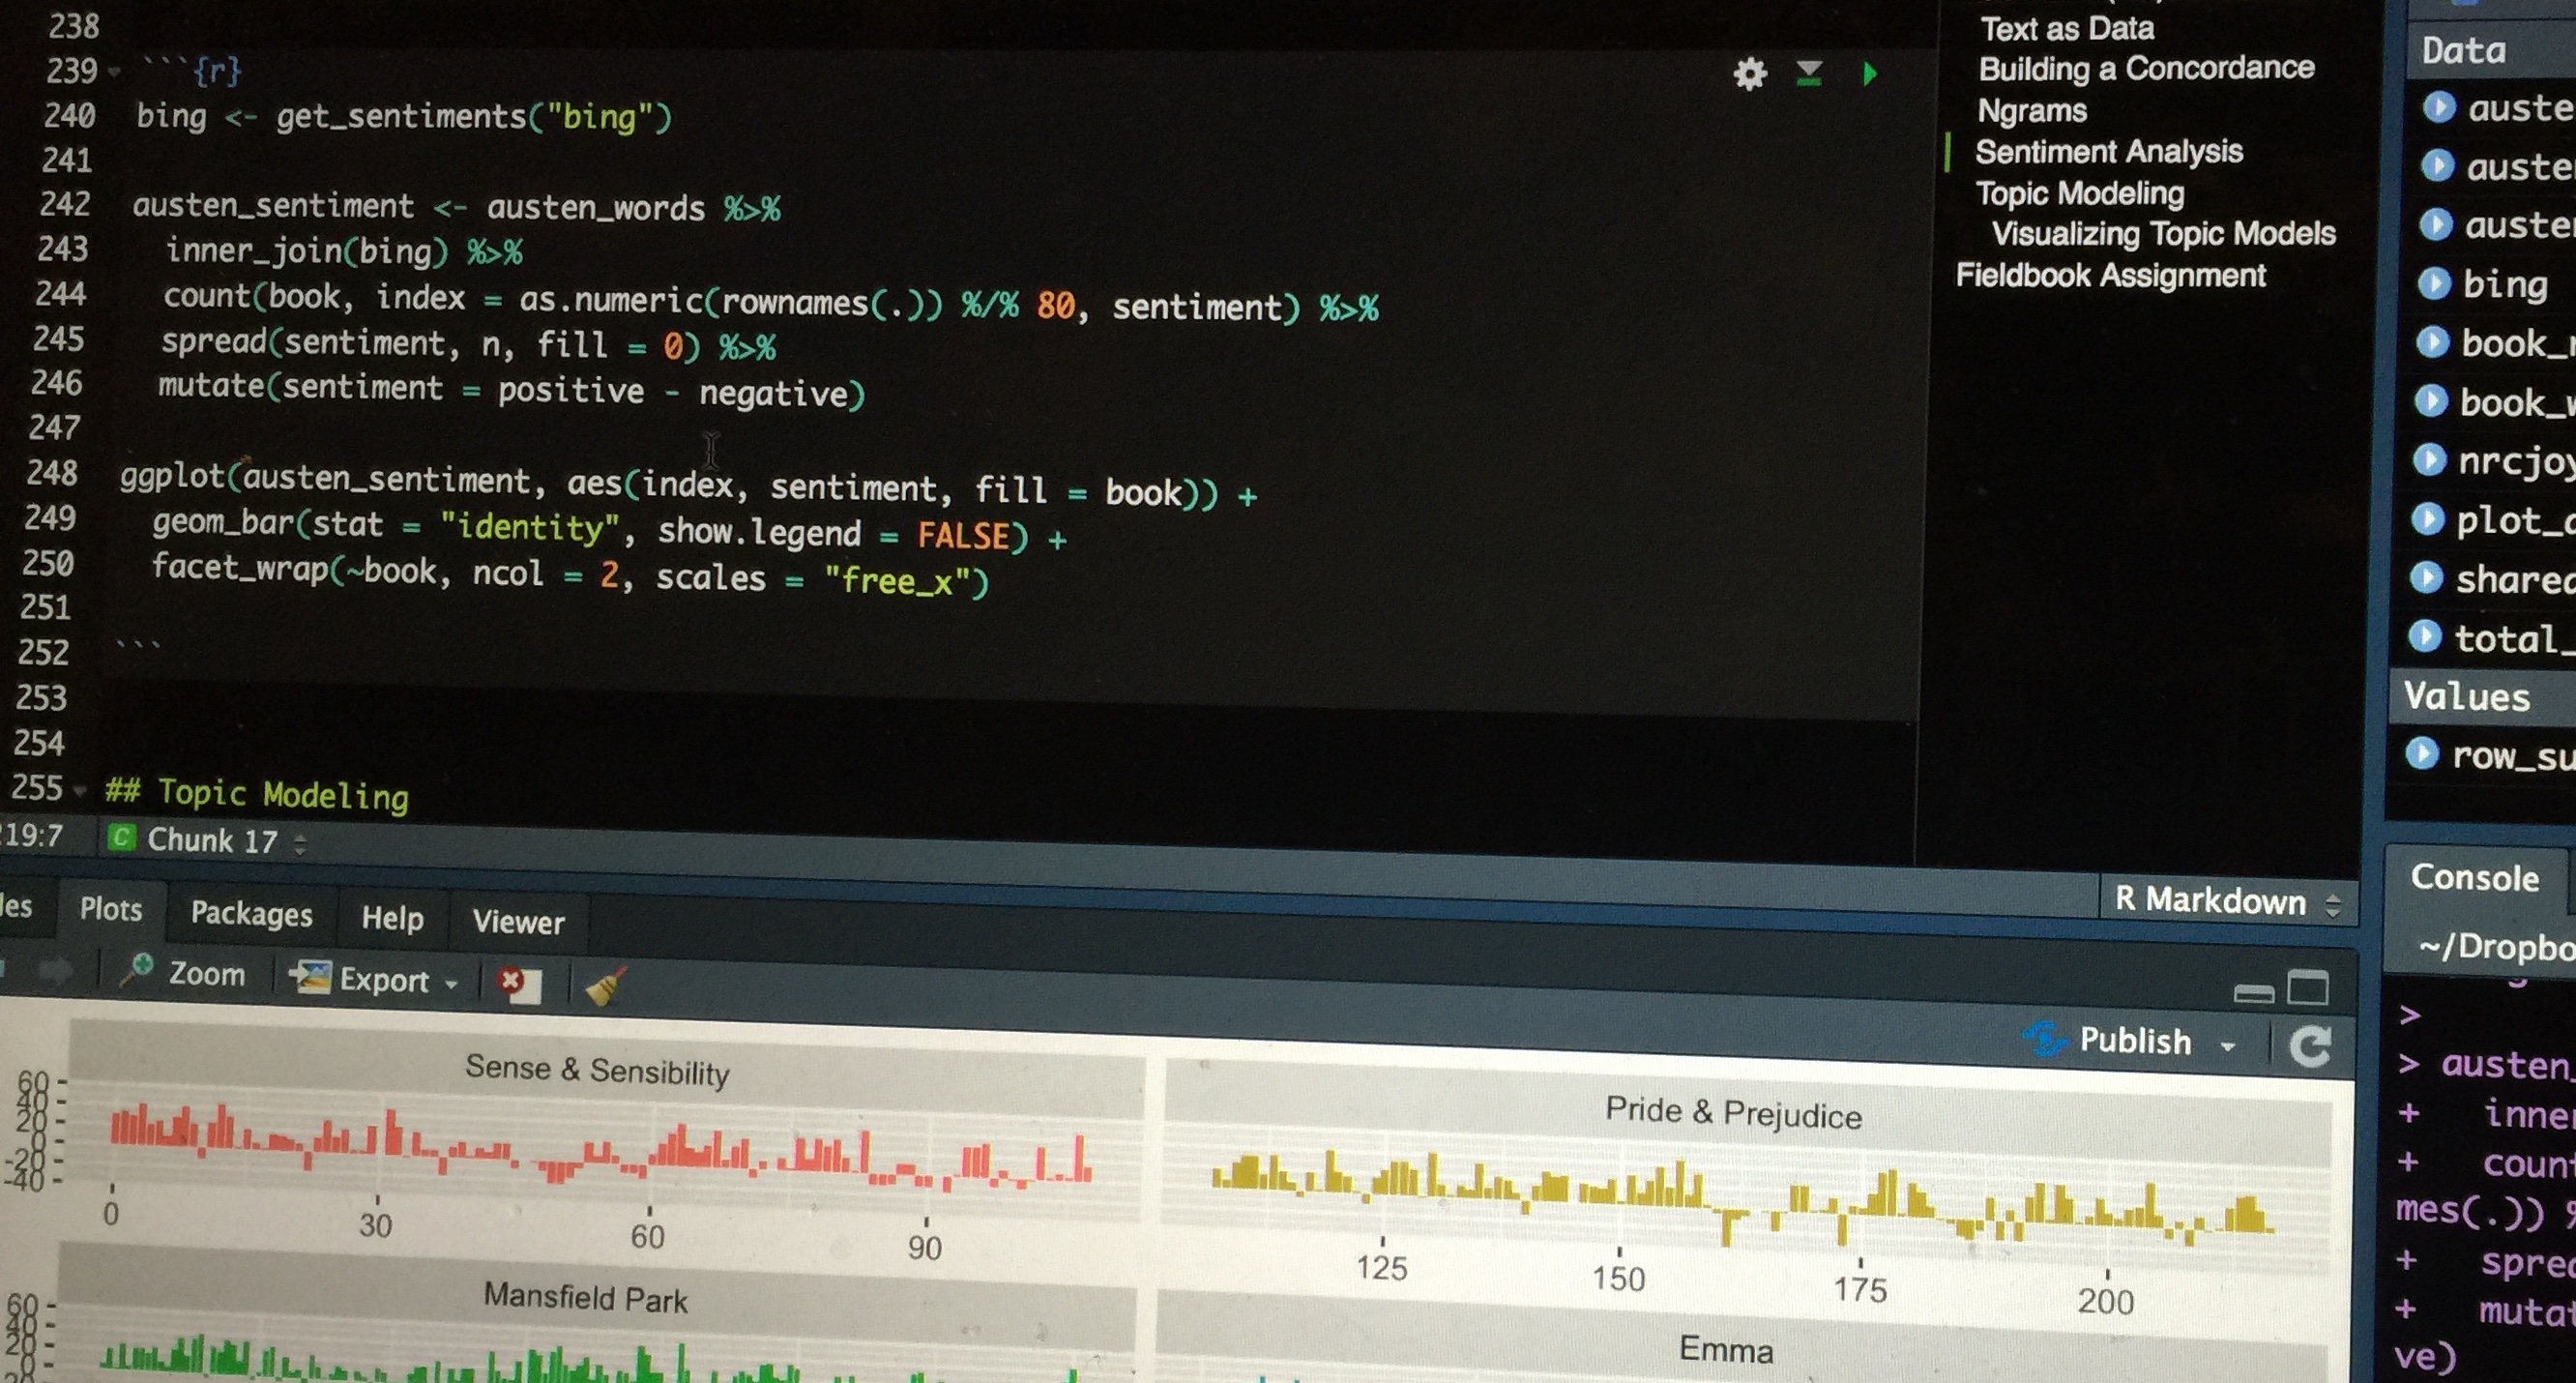 238
239 ```{r}
240 bing <- get_sentiments("bing")
241
242 austen_sentiment <- austen_words %>%
243 inner_join(bing) %>%
244 count(book, index = as.numeric(rownames(.)) %/% 80, sentiment) %>%
245 spread(sentiment, n, fill = 0) %>%
246 mutate(sentiment = positive - negative)
247
248 ggplot(austen_sentiment, aes(index, sentiment, fill = book)) +
249 geom_bar(stat = "identity", show.legend = FALSE) +
250 facet_wrap(~book, ncol = 2, scales = "free_x")
251
252 ```
253
254
255 ## Topic Modeling
19:7 C Chunk 17
R Markdown
Text as Data
Building a Concordance
Ngrams
Sentiment Analysis
Topic Modeling
Visualizing Topic Models
Fieldbook Assignment
Data
auste
auste
auste
bing
book_
book_
nrcjoy
plot_
shared
total_
Values
row_su
les Plots Packages Help Viewer
Zoom Export
Publish
Sense & Sensibility
60
40
20
0
-20
-40
0 30 60 90
Pride & Prejudice
125 150 175 200
Mansfield Park
60
40
20
0
Emma
Console
~/Dropbo
>
> austen_
+ inner
+ coun
mes(.)) %
+ sprea
+ mutat
ve)